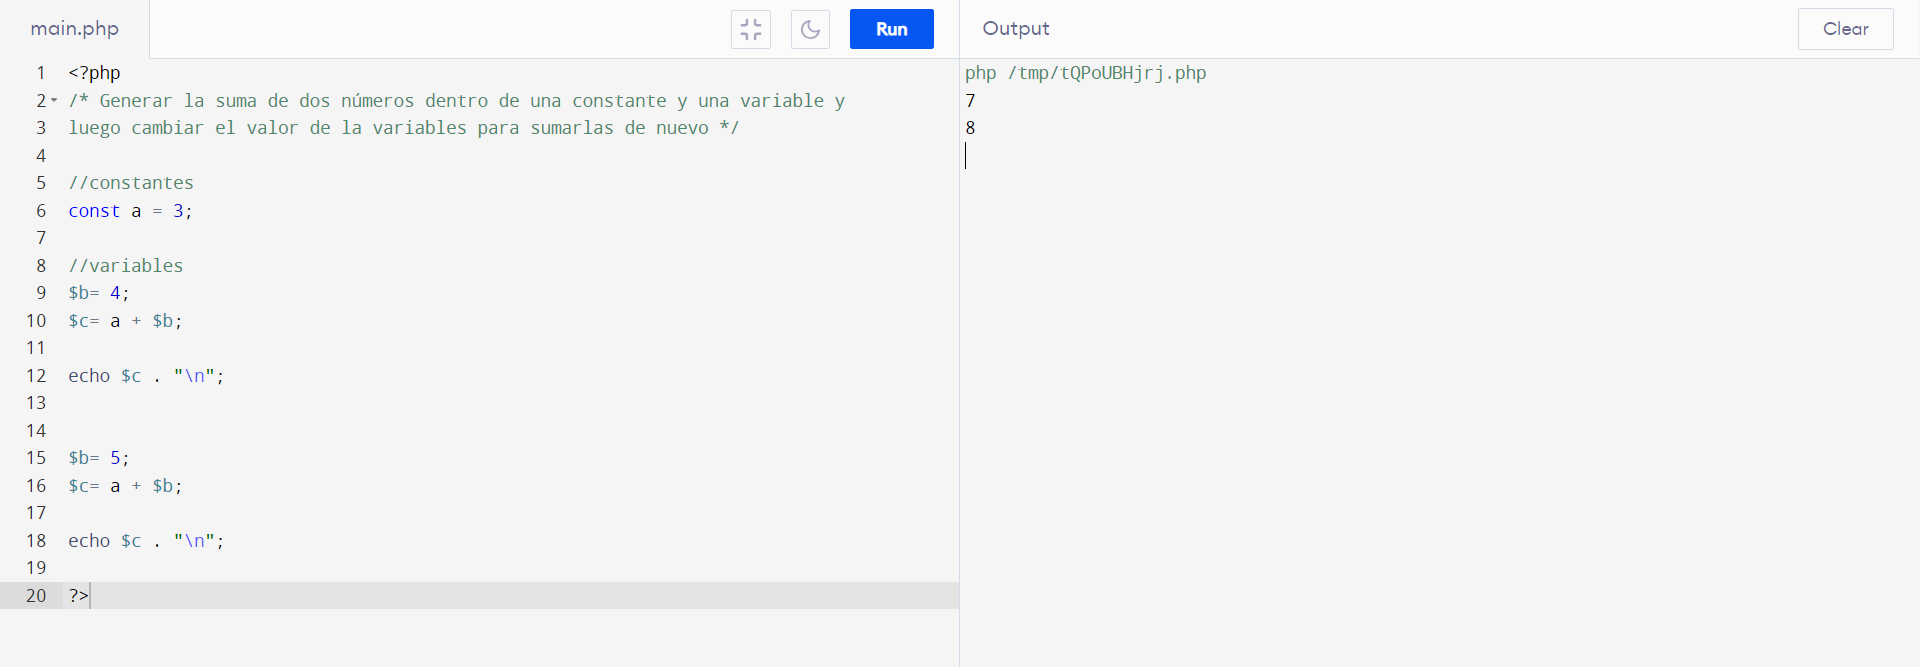 main.php
Run
Output
Clear
1 <?php
2 /* Generar la suma de dos números dentro de una constante y una variable y
3 luego cambiar el valor de la variables para sumarlas de nuevo */
4
5 //constantes
6 const a = 3;
7
8 //variables
9 $b= 4;
10 $c= a + $b;
11
12 echo $c . "\n";
13
14
15 $b= 5;
16 $c= a + $b;
17
18 echo $c . "\n";
19
20 ?>
php /tmp/tQPoUBHjrj.php
7
8